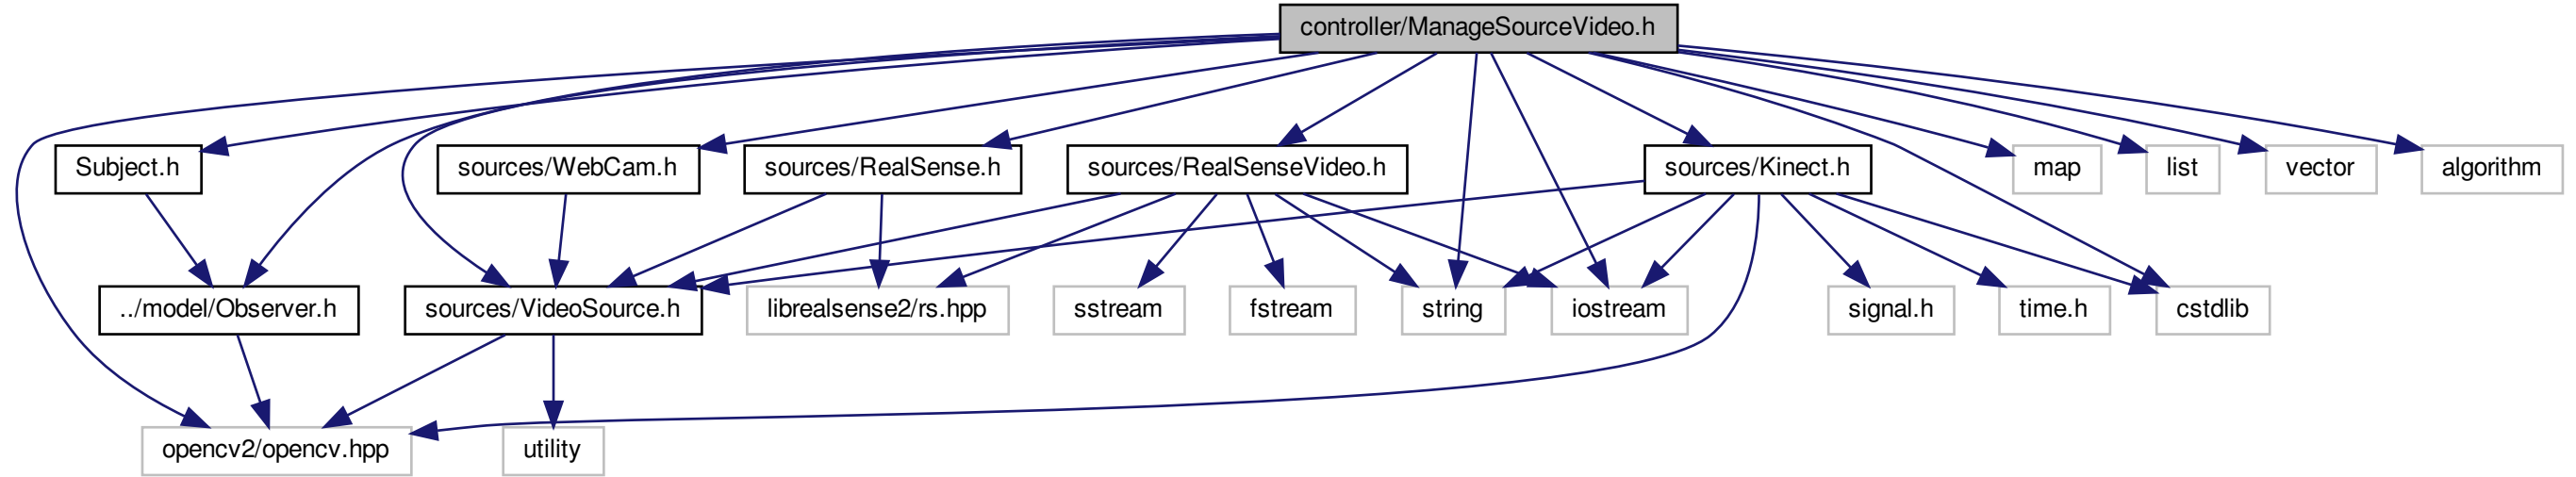 controller/ManageSourceVideo.h
Subject.h
sources/WebCam.h
sources/RealSense.h
sources/RealSenseVideo.h
sources/Kinect.h
map
list
vector
algorithm
../model/Observer.h
sources/VideoSource.h
librealsense2/rs.hpp
sstream
fstream
string
iostream
signal.h
time.h
cstdlib
opencv2/opencv.hpp
utility